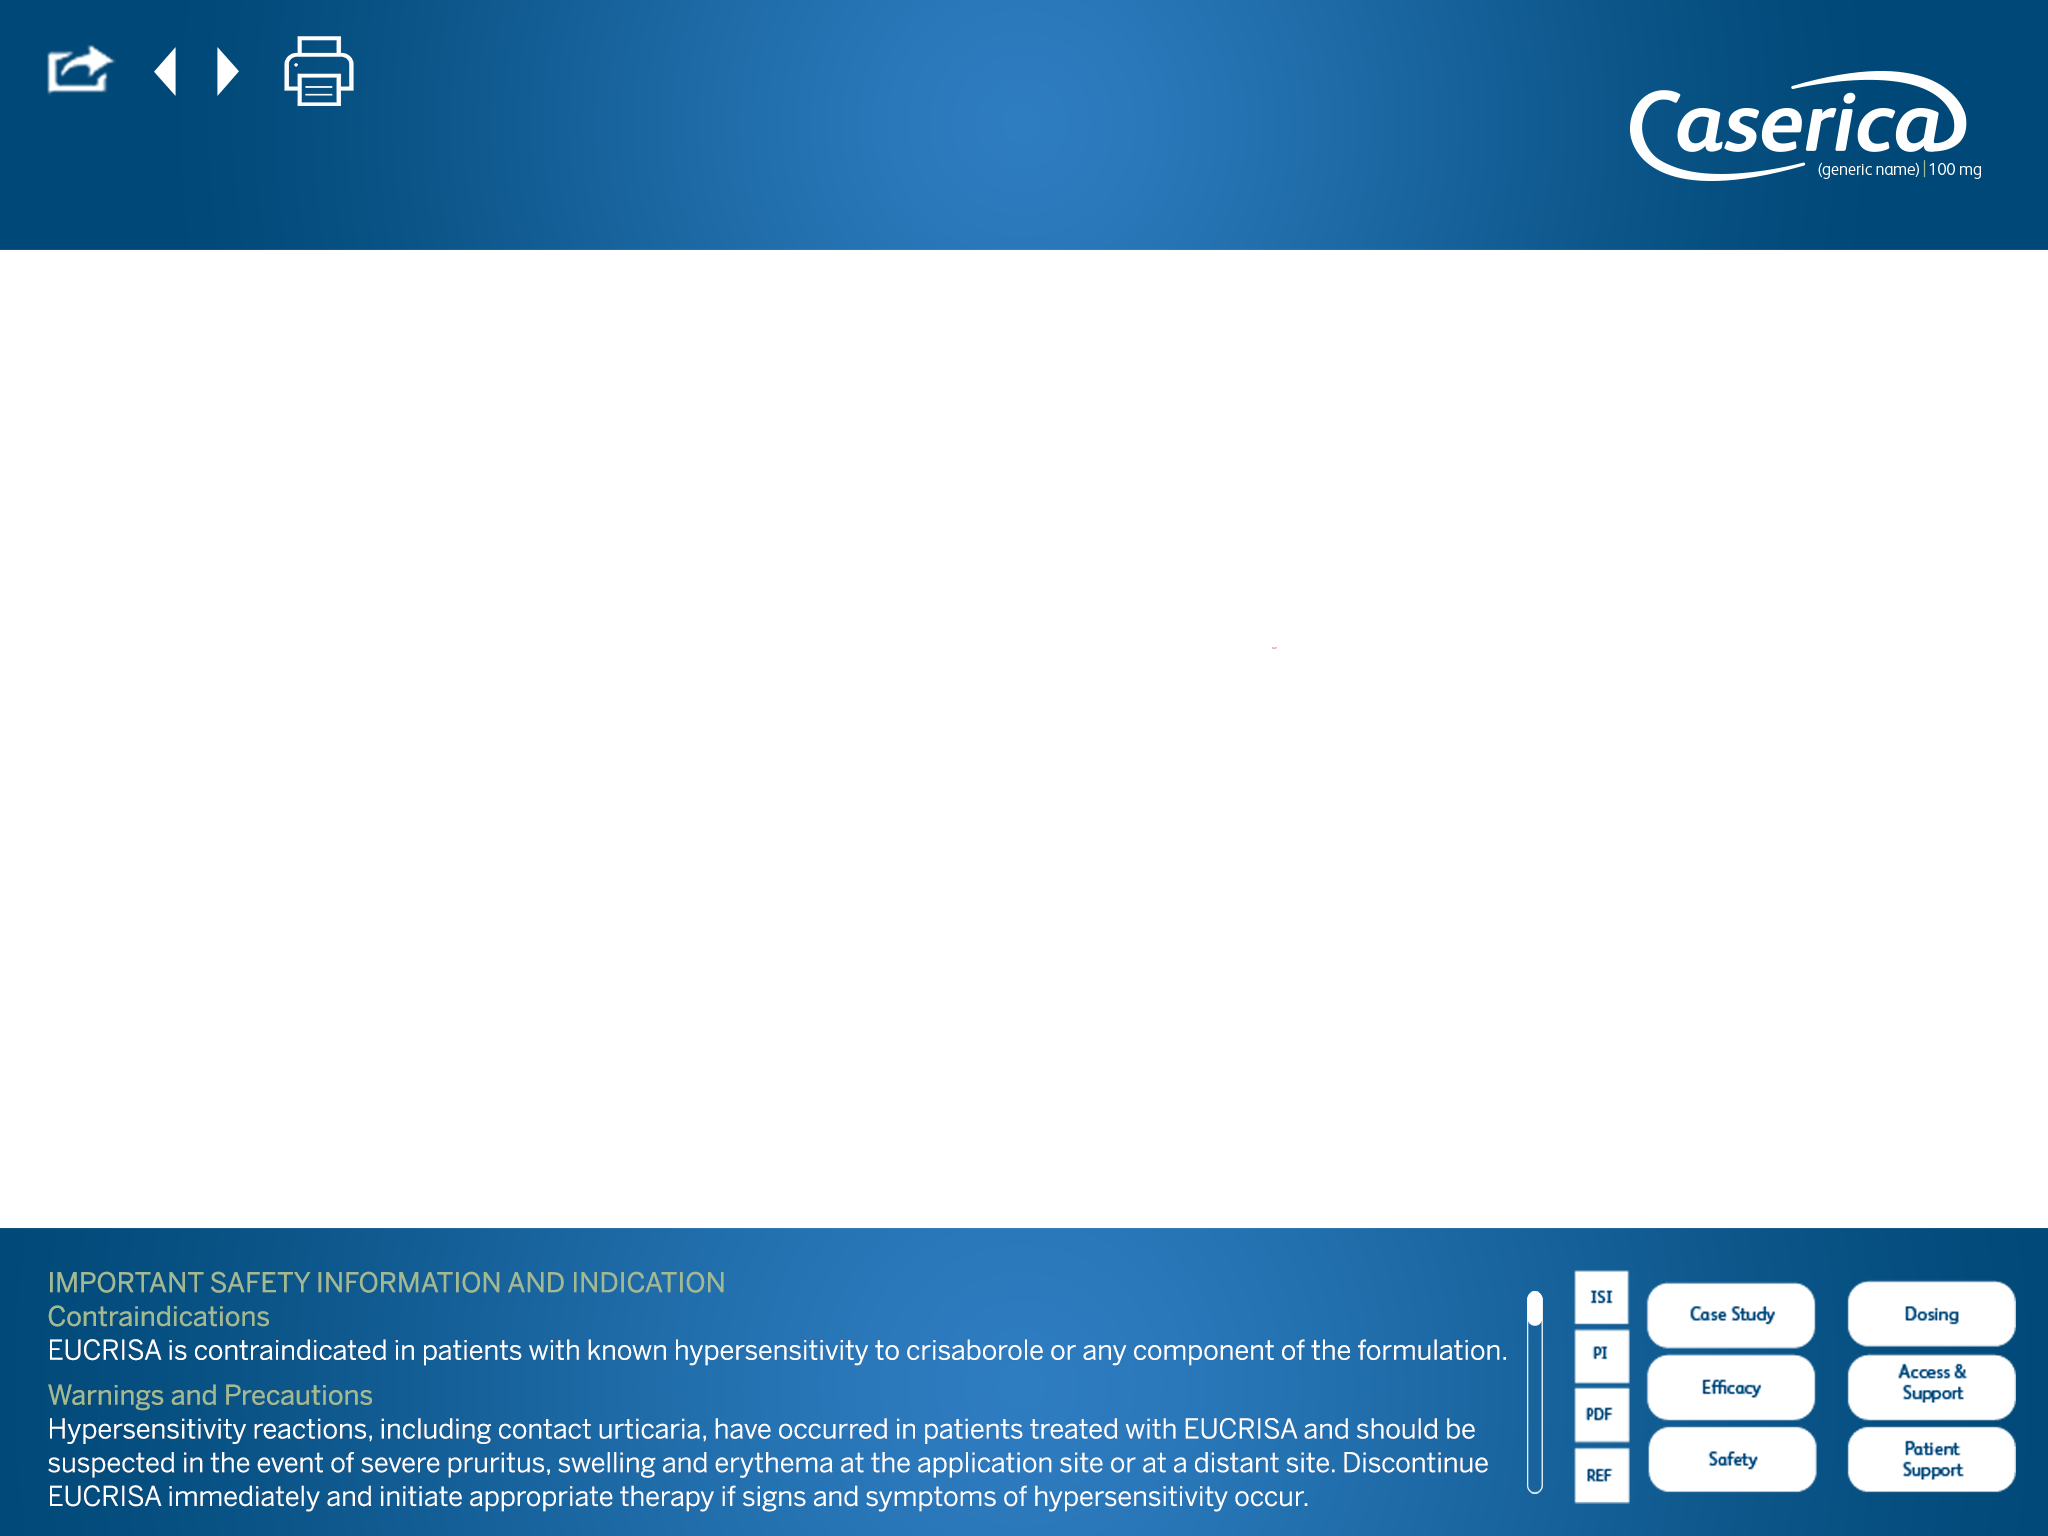 Caserica
(generic name) | 100 mg
IMPORTANT SAFETY INFORMATION AND INDICATION
Contraindications
EUCRISA is contraindicated in patients with known hypersensitivity to crisaborole or any component of the formulation.
Warnings and Precautions
Hypersensitivity reactions, including contact urticaria, have occurred in patients treated with EUCRISA and should be
suspected in the event of severe pruritus, swelling and erythema at the application site or at a distant site. Discontinue
EUCRISA immediately and initiate appropriate therapy if signs and symptoms of hypersensitivity occur.
ISI
PI
PDF
REF
Case Study
Efficacy
Safety
Dosing
Access &
Support
Patient
Support